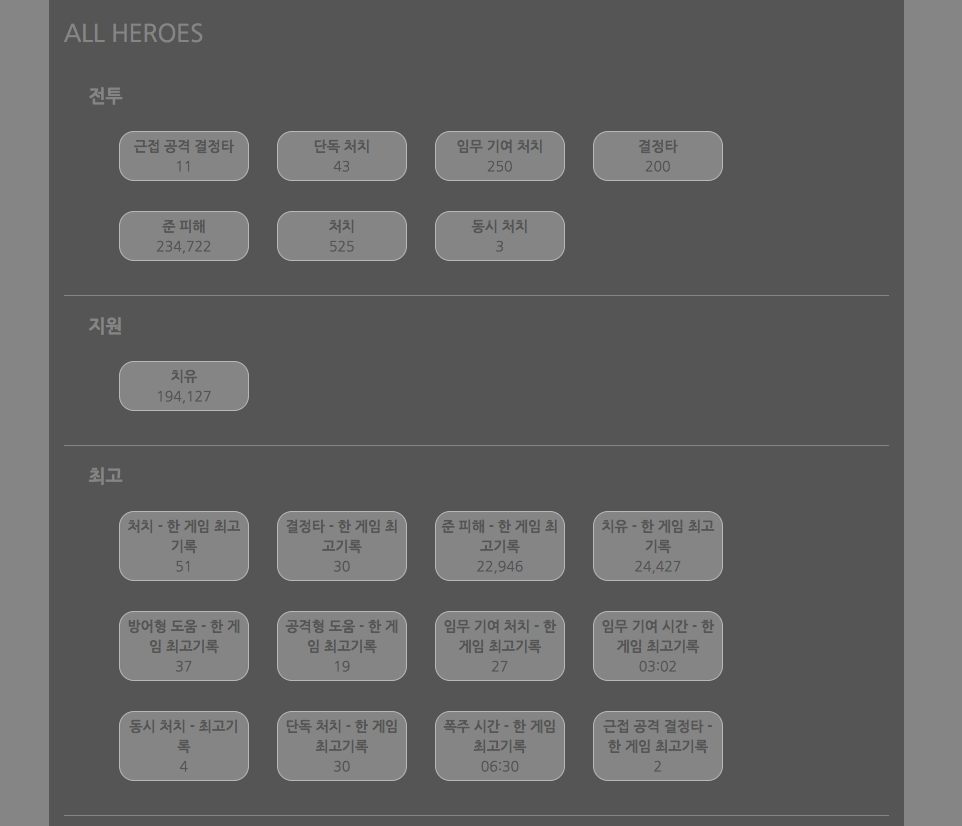 ALL HEROES
전투
근접 공격 결정타
11
단독 처치
43
임무 기여 처치
250
결정타
200
준 피해
234,722
처치
525
동시 처치
3
지원
치유
194,127
최고
처치 - 한 게임 최고
기록
51
결정타 - 한 게임 최
고기록
30
준 피해 - 한 게임 최
고기록
22,946
치유 - 한 게임 최고
기록
24,427
방어형 도움 - 한 게
임 최고기록
37
공격형 도움 - 한 게
임 최고기록
19
임무 기여 처치 - 한
게임 최고기록
27
임무 기여 시간 - 한
게임 최고기록
03:02
동시 처치 - 최고기
록
4
단독 처치 - 한 게임
최고기록
30
폭주 시간 - 한 게임
최고기록
06:30
근접 공격 결정타 -
한 게임 최고기록
2